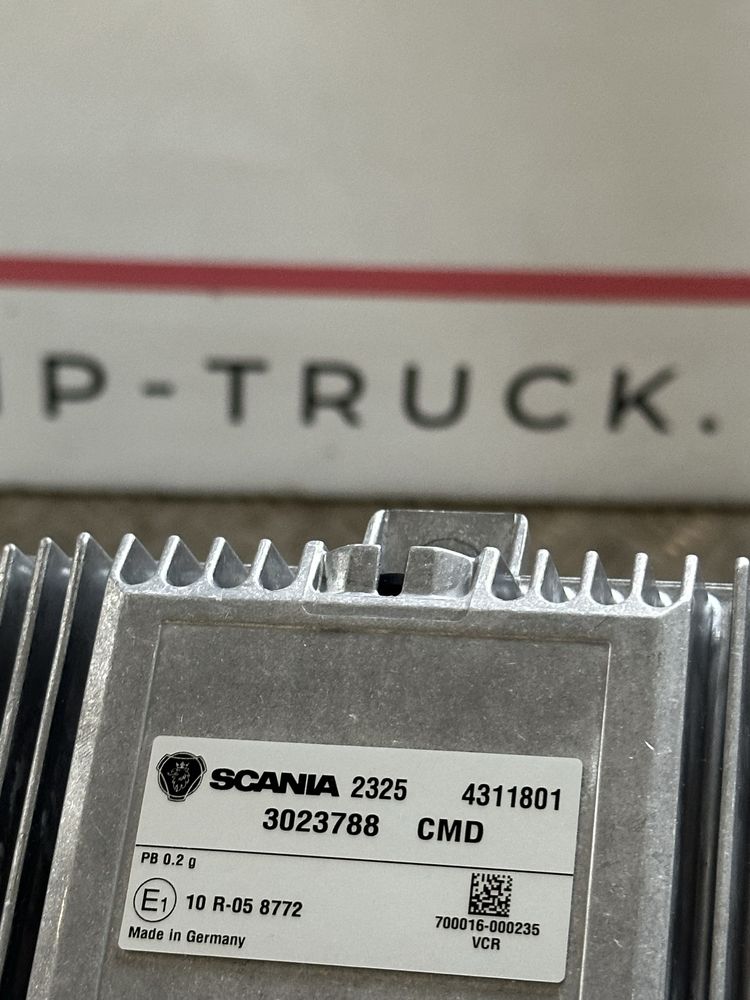 P-TRUCK.
SCANIA 2325 4311801
3023788 CMD
PB 0.2 g
E1 10 R-05 8772
700016-000235
Made in Germany
VCR